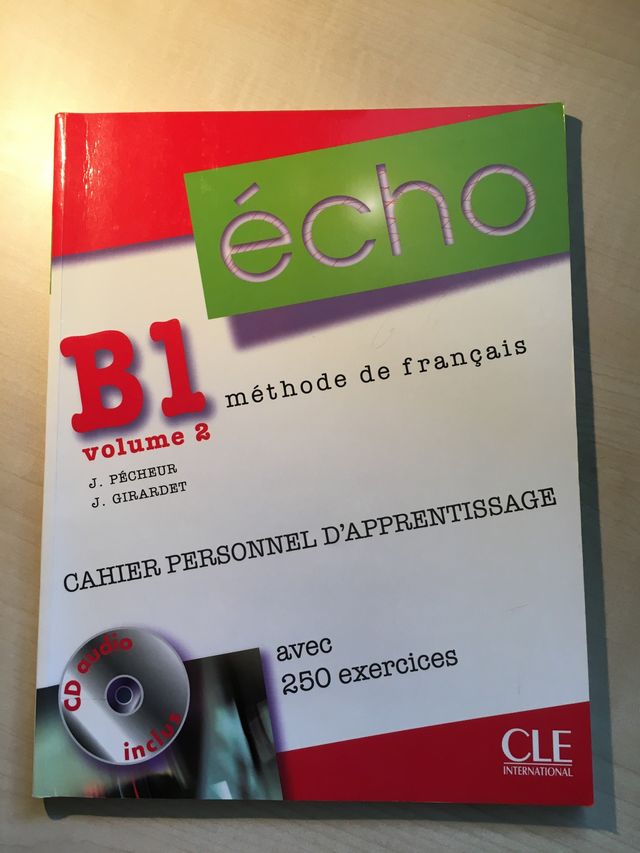 écho
B1
méthode de français
volume 2
J. PÉCHEUR
J. GIRARDET
CAHIER PERSONNEL D'APPRENTISSAGE
avec
250 exercices
CD audio
inclus
CLE
INTERNATIONAL